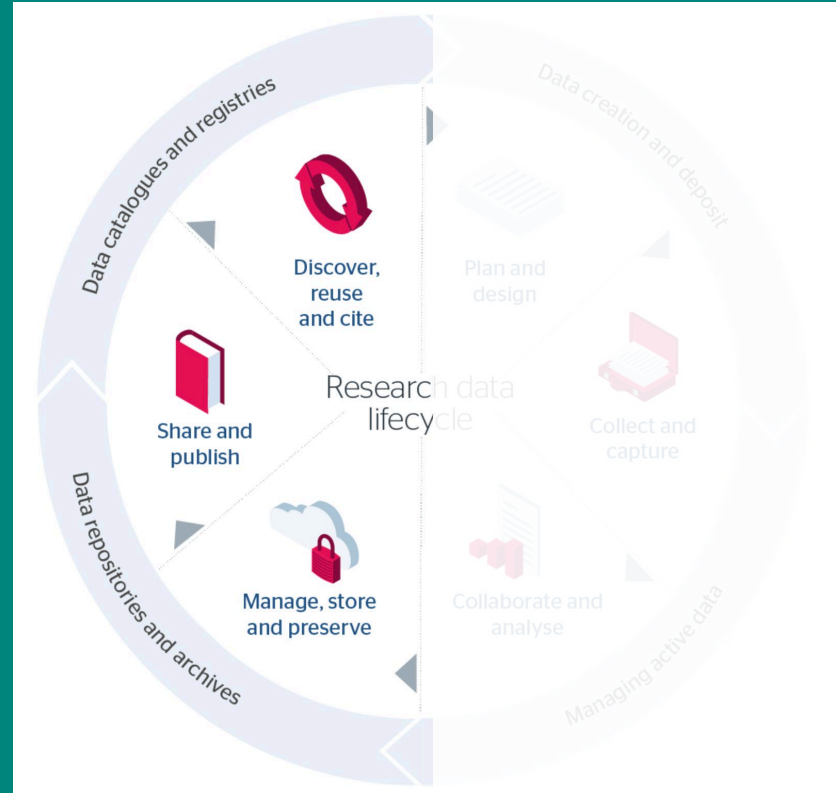 Data catalogues and registries
Data creation and deposit
Discover,
reuse
and cite
Plan and
design
Research data
lifecycle
Share and
publish
Collect and
capture
Manage, store
and preserve
Collaborate and
analyse
Data repositories and archives
Managing active data